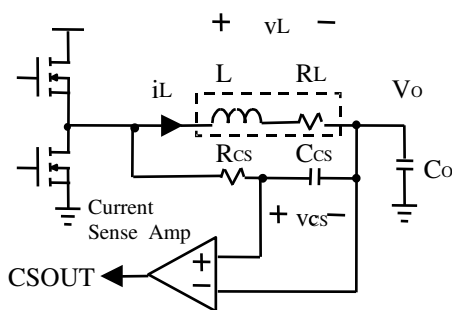 + vL −
iL L RL VO
RCS CCS
CO
+ vcs −
Current
Sense Amp
CSOUT
+
−